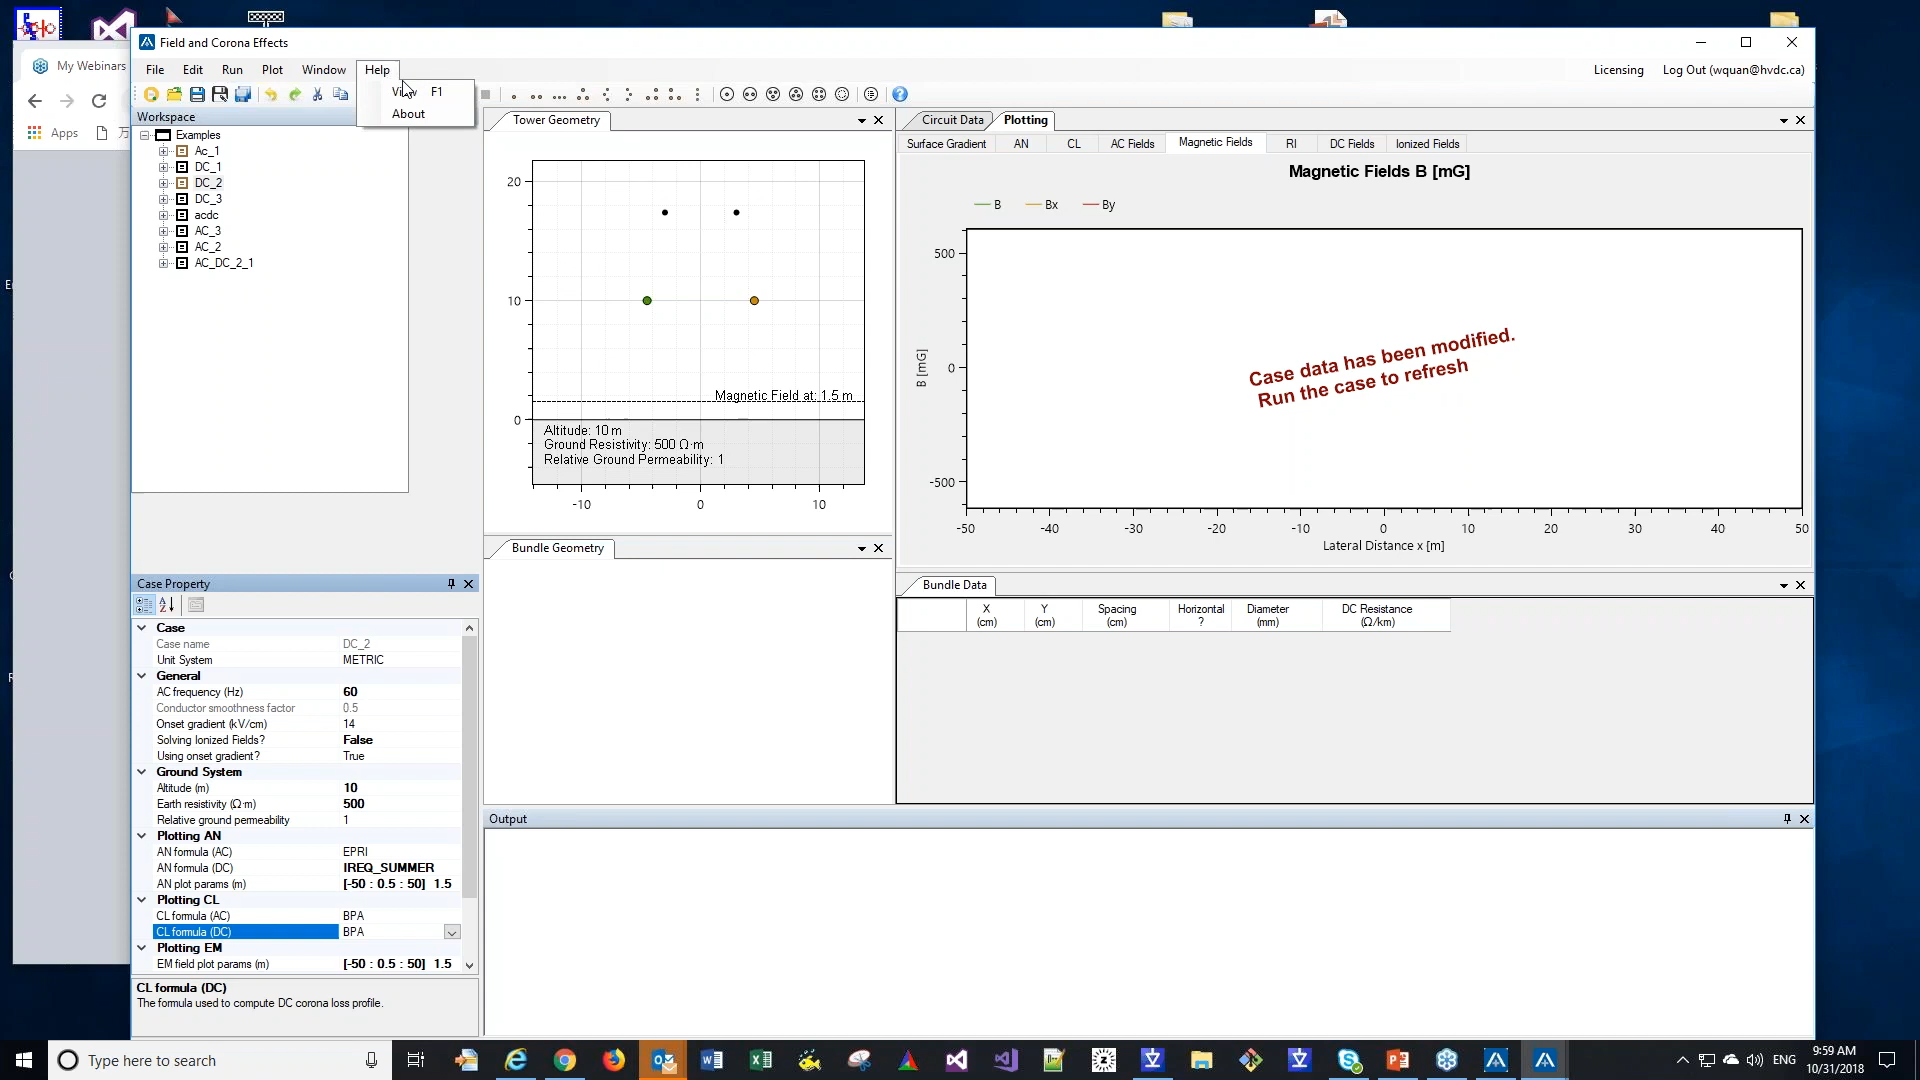 Field and Corona Effects
My Webinars
File Edit Run Plot Window Help
Licensing Log Out (wquan@hvdc.ca)
F1
About
Apps
Workspace
Examples
Ac_1
DC_1
DC_2
DC_3
acdc
AC_3
AC_2
AC_DC_2_1
Tower Geometry
20
10
0
Magnetic Field at: 1.5 m
Altitude: 10 m
Ground Resistivity: 500 Ω·m
Relative Ground Permeability: 1
-10 0 10
Circuit Data Plotting
Surface Gradient AN CL AC Fields Magnetic Fields RI DC Fields Ionized Fields
Magnetic Fields B [mG]
B Bx By
B [mG]
500
0
-500
Case data has been modified.
Run the case to refresh
-50 -40 -30 -20 -10 0 10 20 30 40 50
Lateral Distance x [m]
Bundle Geometry
Bundle Data
X Y Spacing Horizontal Diameter DC Resistance
(cm) (cm) (cm) ? (mm) (Ω/km)
Case Property
Case
Case name DC_2
Unit System METRIC
General
AC frequency (Hz) 60
Conductor smoothness factor 0.5
Onset gradient (kV/cm) 14
Solving Ionized Fields? False
Using onset gradient? True
Ground System
Altitude (m) 10
Earth resistivity (Ω·m) 500
Relative ground permeability 1
Plotting AN
AN formula (AC) EPRI
AN formula (DC) IREQ_SUMMER
AN plot params (m) [-50 : 0.5 : 50] 1.5
Plotting CL
CL formula (AC) BPA
CL formula (DC) BPA
Plotting EM
EM field plot params (m) [-50 : 0.5 : 50] 1.5
CL formula (DC)
The formula used to compute DC corona loss profile.
Output
Type here to search
ENG
9:59 AM
10/31/2018